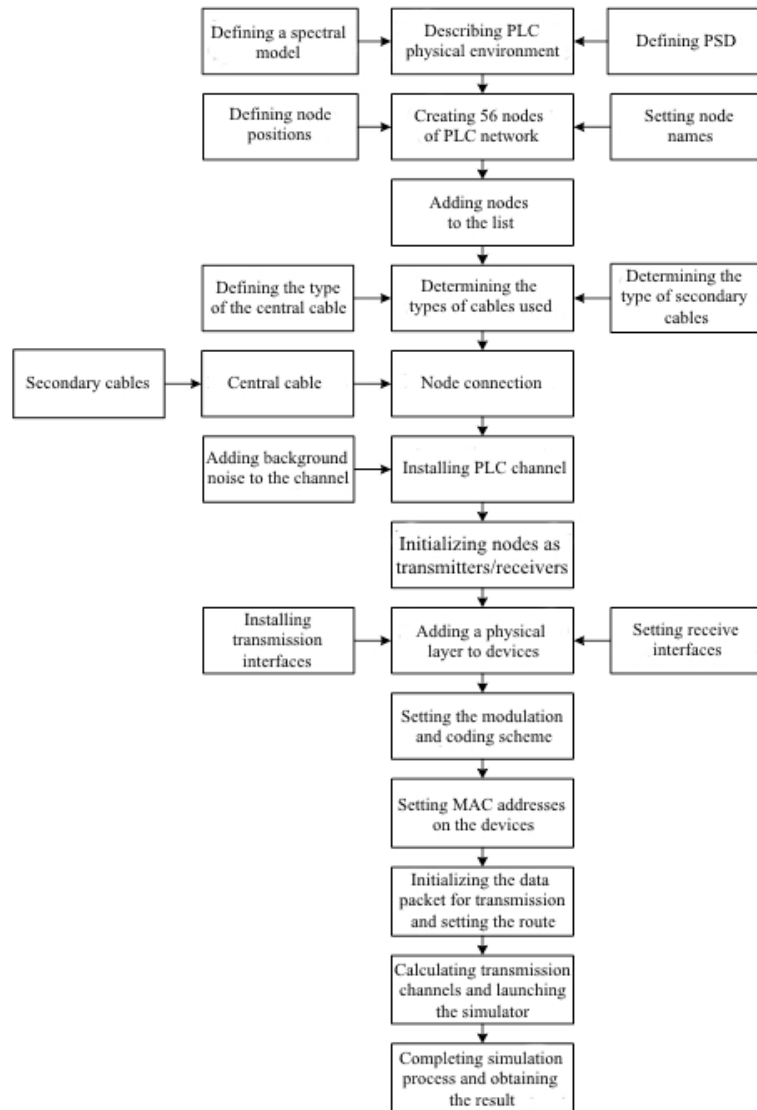 Defining a spectral
model
Describing PLC
physical environment
Defining PSD
Defining node
positions
Creating 56 nodes
of PLC network
Setting node
names
Adding nodes
to the list
Defining the type
of the central cable
Determining the
types of cables used
Determining the
type of secondary
cables
Secondary cables
Central cable
Node connection
Adding background
noise to the channel
Installing PLC channel
Initializing nodes as
transmitters/receivers
Installing
transmission
interfaces
Adding a physical
layer to devices
Setting receive
interfaces
Setting the modulation
and coding scheme
Setting MAC addresses
on the devices
Initializing the data
packet for transmission
and setting the route
Calculating transmission
channels and launching
the simulator
Completing simulation
process and obtaining
the result